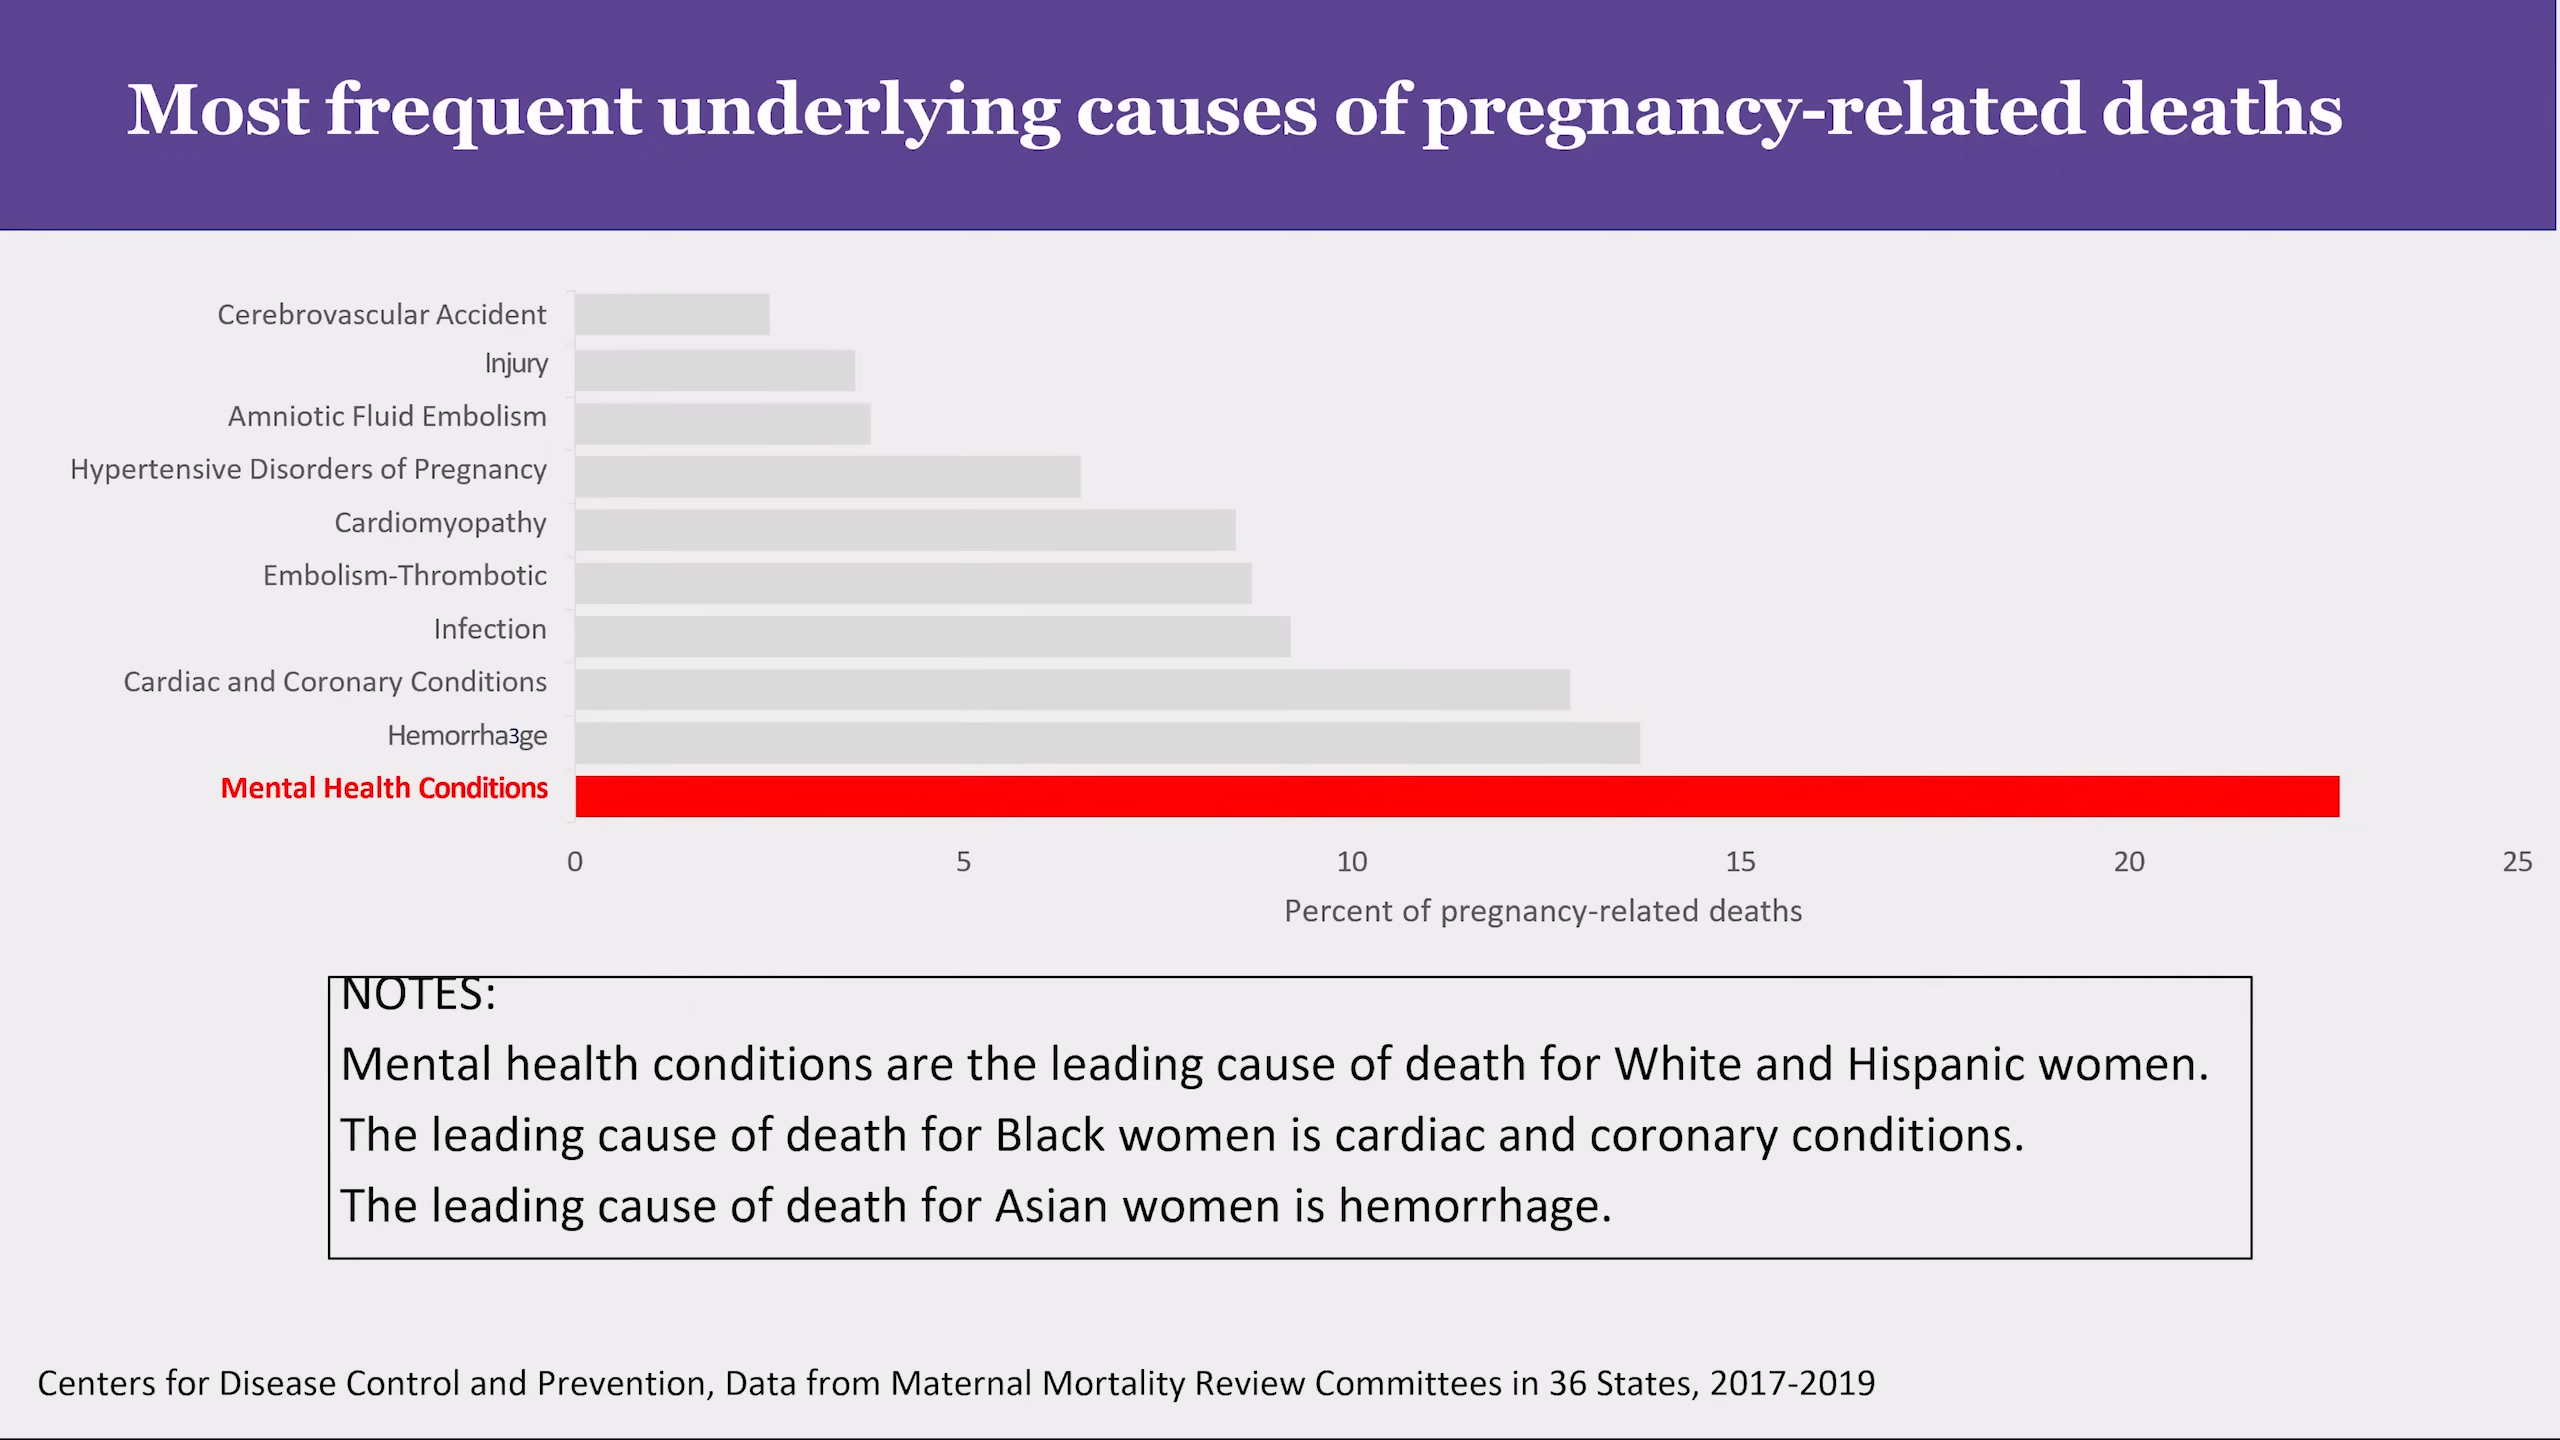 Most frequent underlying causes of pregnancy-related deaths
Cerebrovascular Accident
Injury
Amniotic Fluid Embolism
Hypertensive Disorders of Pregnancy
Cardiomyopathy
Embolism-Thrombotic
Infection
Cardiac and Coronary Conditions
Hemorrha3ge
Mental Health Conditions
0 5 10 15 20 25
Percent of pregnancy-related deaths
NOTES:
Mental health conditions are the leading cause of death for White and Hispanic women.
The leading cause of death for Black women is cardiac and coronary conditions.
The leading cause of death for Asian women is hemorrhage.
Centers for Disease Control and Prevention, Data from Maternal Mortality Review Committees in 36 States, 2017-2019